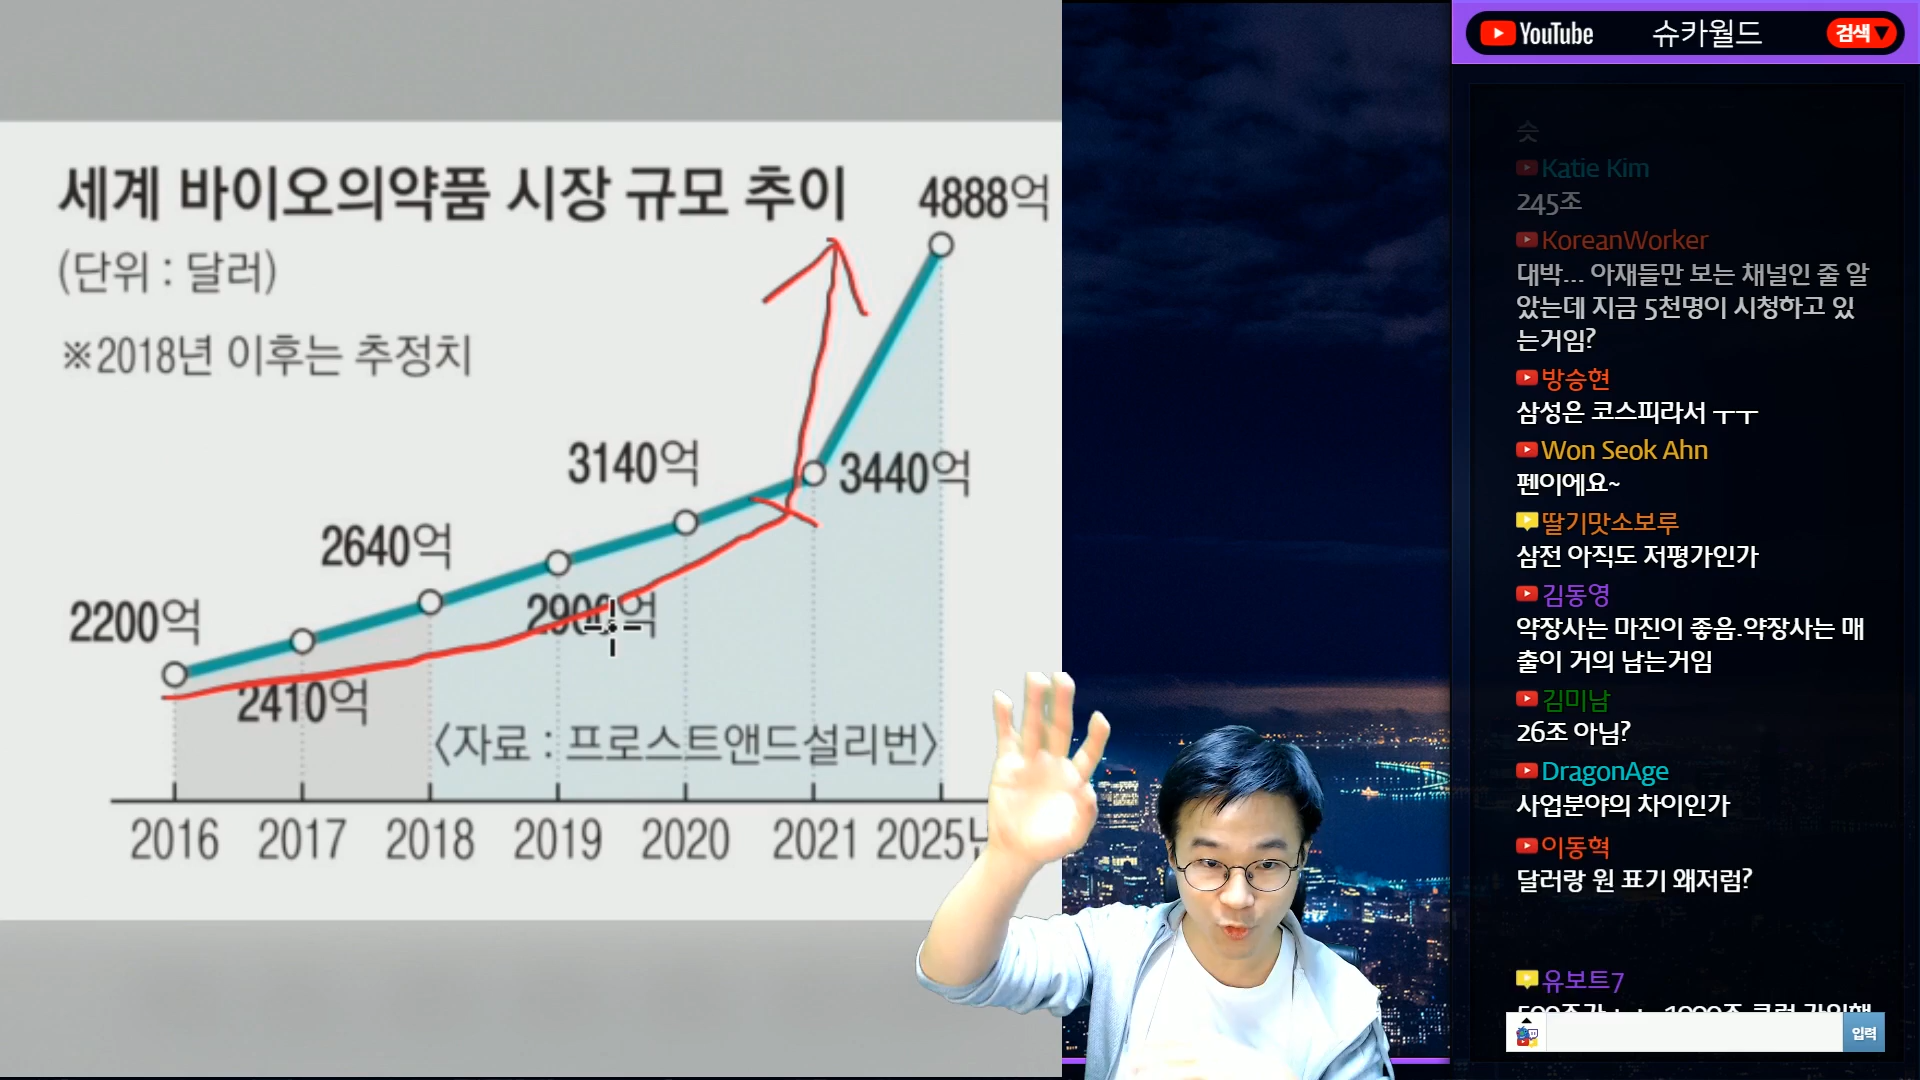 세계 바이오의약품 시장 규모 추이
(단위 : 달러)
※2018년 이후는 추정치
2200억
2410억
2640억
2900억
3140억
3440억
4888억
<자료 : 프로스트앤드설리번>
2016 2017 2018 2019 2020 2021 2025년
YouTube 슈카월드 검색▼
슷
Katie Kim
245조
KoreanWorker
대박... 아재들만 보는 채널인 줄 알
았는데 지금 5천명이 시청하고 있
는거임?
방승현
삼성은 코스피라서 ㅜㅜ
Won Seok Ahn
펜이에요~
딸기맛소보루
삼전 아직도 저평가인가
김동영
약장사는 마진이 좋음.약장사는 매
출이 거의 남는거임
김미남
26조 아님?
DragonAge
사업분야의 차이인가
이동혁
달러랑 원 표기 왜저럼?
유보트7
입력